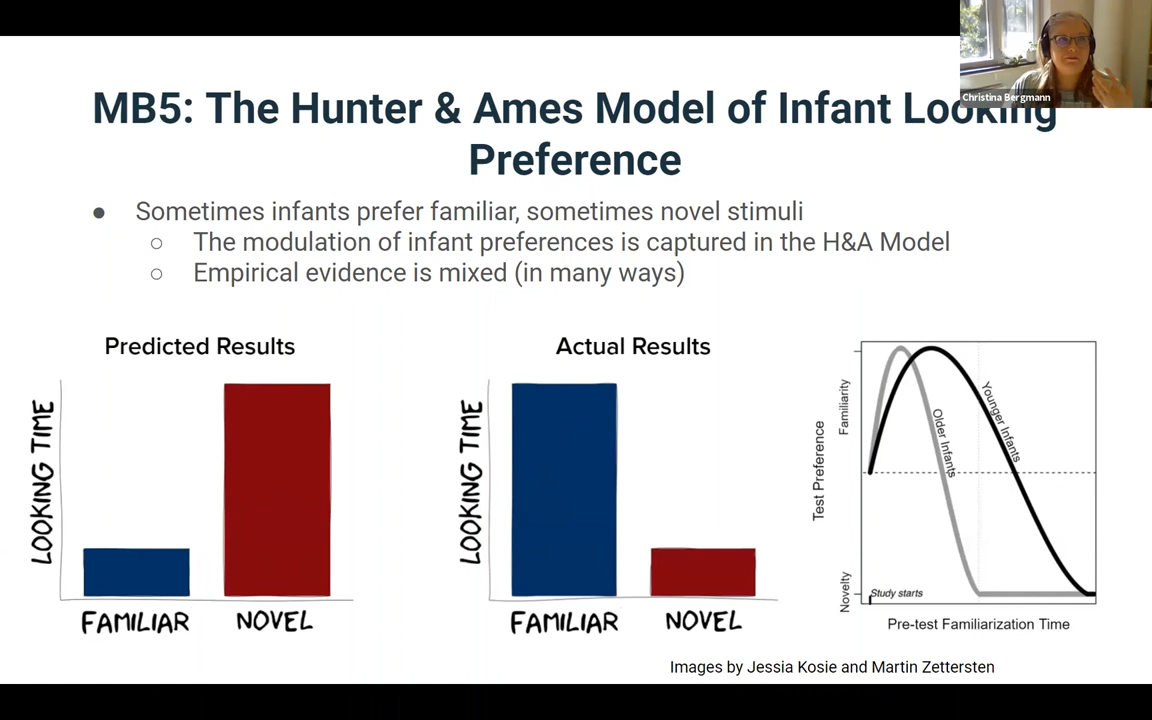 Christina Bergmann
MB5: The Hunter & Ames Model of Infant Looking
Preference
● Sometimes infants prefer familiar, sometimes novel stimuli
○ The modulation of infant preferences is captured in the H&A Model
○ Empirical evidence is mixed (in many ways)
Predicted Results
LOOKING TIME
FAMILIAR NOVEL
Actual Results
LOOKING TIME
FAMILIAR NOVEL
Test Preference
Familiarity
Novelty
Older Infants
Younger Infants
Study starts
Pre-test Familiarization Time
Images by Jessia Kosie and Martin Zettersten